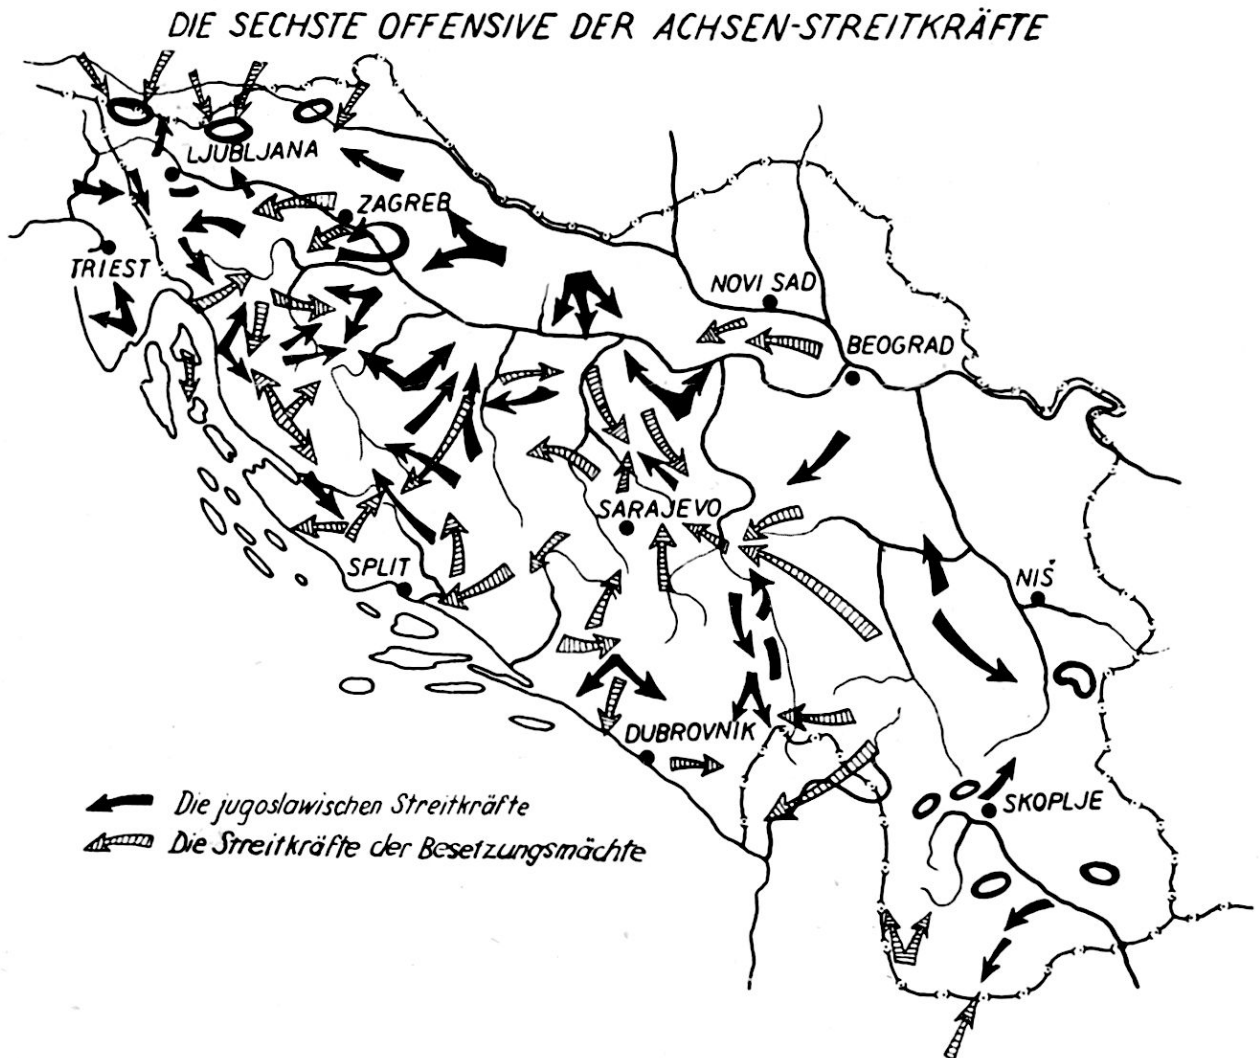 DIE SECHSTE OFFENSIVE DER ACHSEN-STREITKRÄFTE
LJUBLJANA
ZAGREB
TRIEST
NOVI SAD
BEOGRAD
SARAJEVO
SPLIT
NIŠ
DUBROVNIK
SKOPLJE
Die jugoslawischen Streitkräfte
Die Streitkräfte der Besetzungsmächte